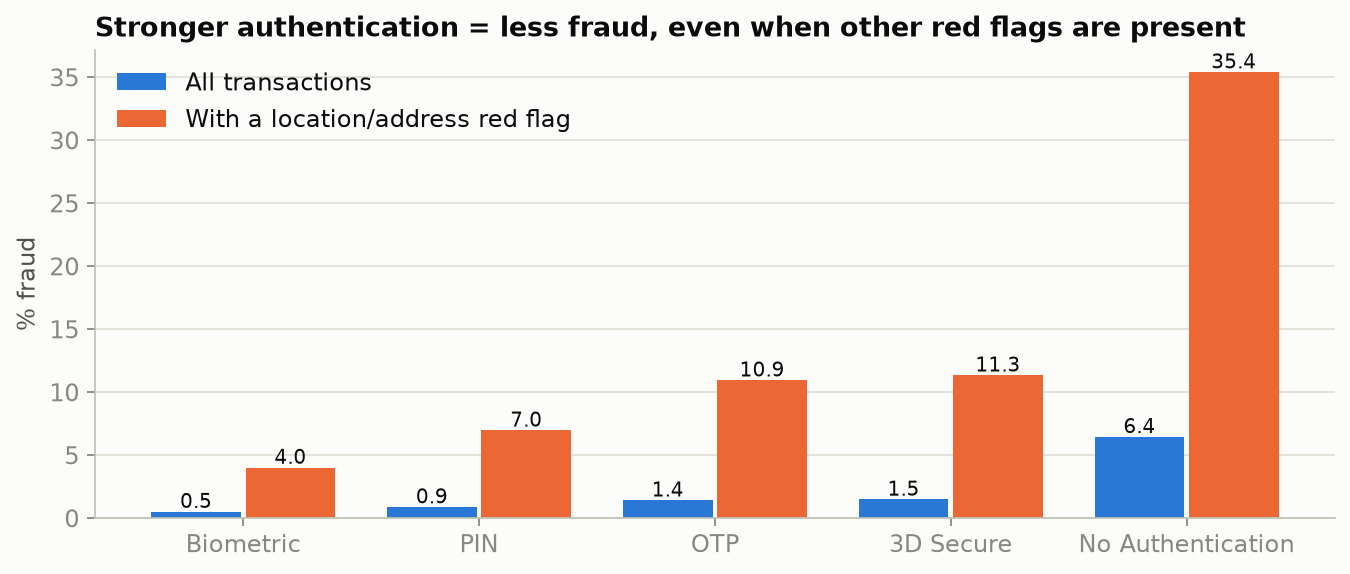 Stronger authentication = less fraud, even when other red flags are present
All transactions
With a location/address red flag
% fraud
35
30
25
20
15
10
5
0
0.5
4.0
0.9
7.0
1.4
10.9
1.5
11.3
6.4
35.4
Biometric
PIN
OTP
3D Secure
No Authentication